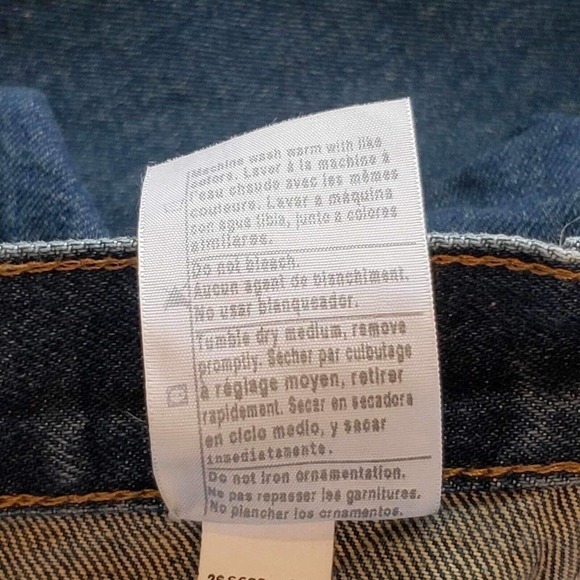 Machine wash warm with like
colors. Laver à la machine à
l'eau chaude avec les mêmes
couleurs. Lavar a máquina
con agua tibia, junto a colores
similares.
Do not bleach.
Aucun agent de blanchiment.
No usar blanqueador.
Tumble dry medium, remove
promptly. Sécher par culbutage
à réglage moyen, retirer
rapidement. Secar en secadora
en ciclo medio, y sacar
inmediatamente.
Do not iron ornamentation.
Ne pas repasser les garnitures.
No planchar los ornamentos.